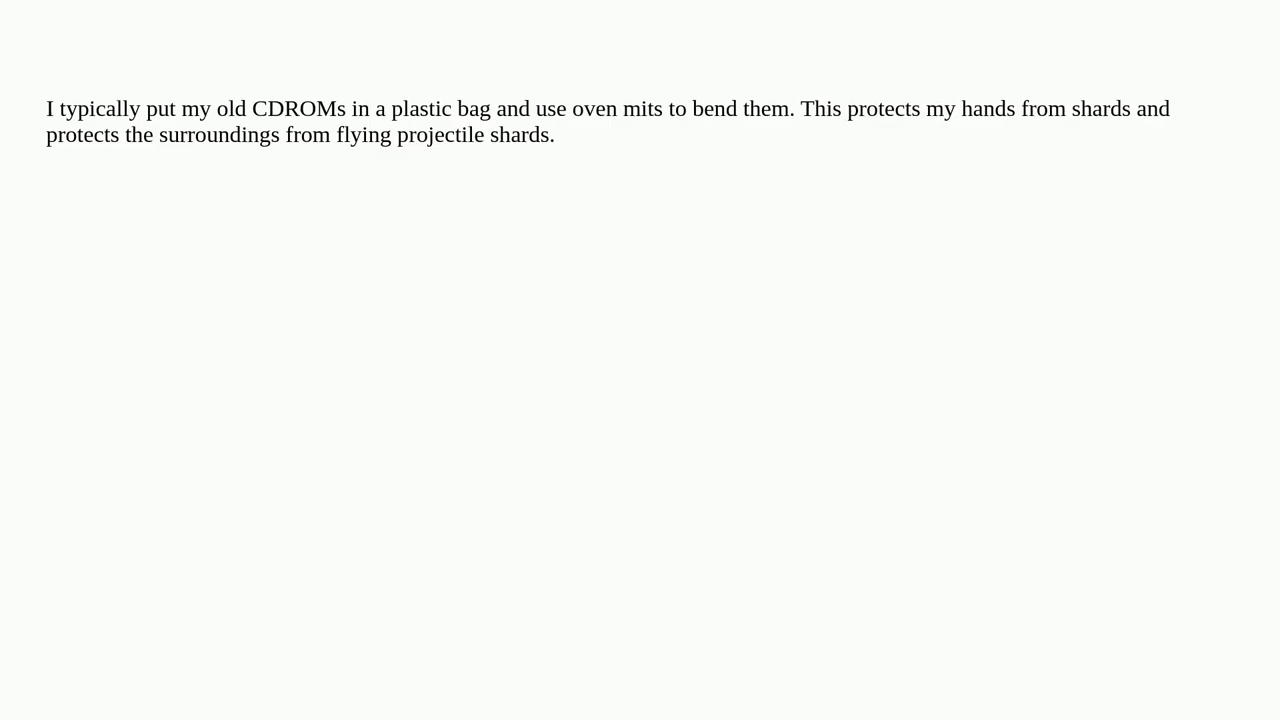 I typically put my old CDROMs in a plastic bag and use oven mits to bend them. This protects my hands from shards and
protects the surroundings from flying projectile shards.